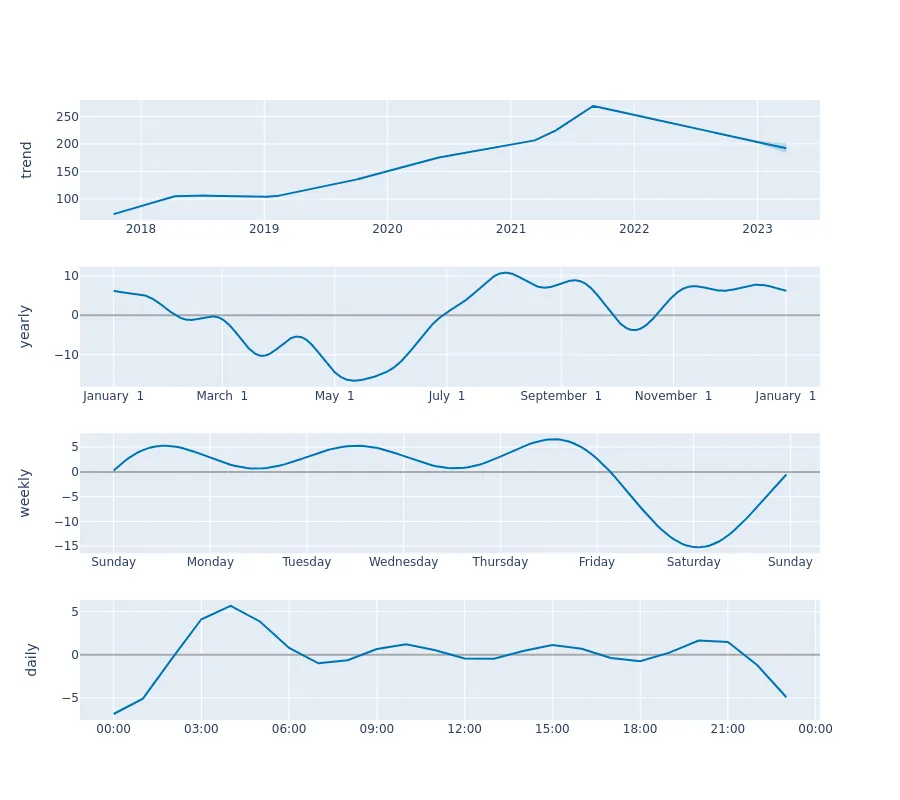 trend
250
200
150
100
2018 2019 2020 2021 2022 2023
yearly
10
0
−10
January 1 March 1 May 1 July 1 September 1 November 1 January 1
weekly
5
0
−5
−10
−15
Sunday Monday Tuesday Wednesday Thursday Friday Saturday Sunday
daily
5
0
−5
00:00 03:00 06:00 09:00 12:00 15:00 18:00 21:00 00:00